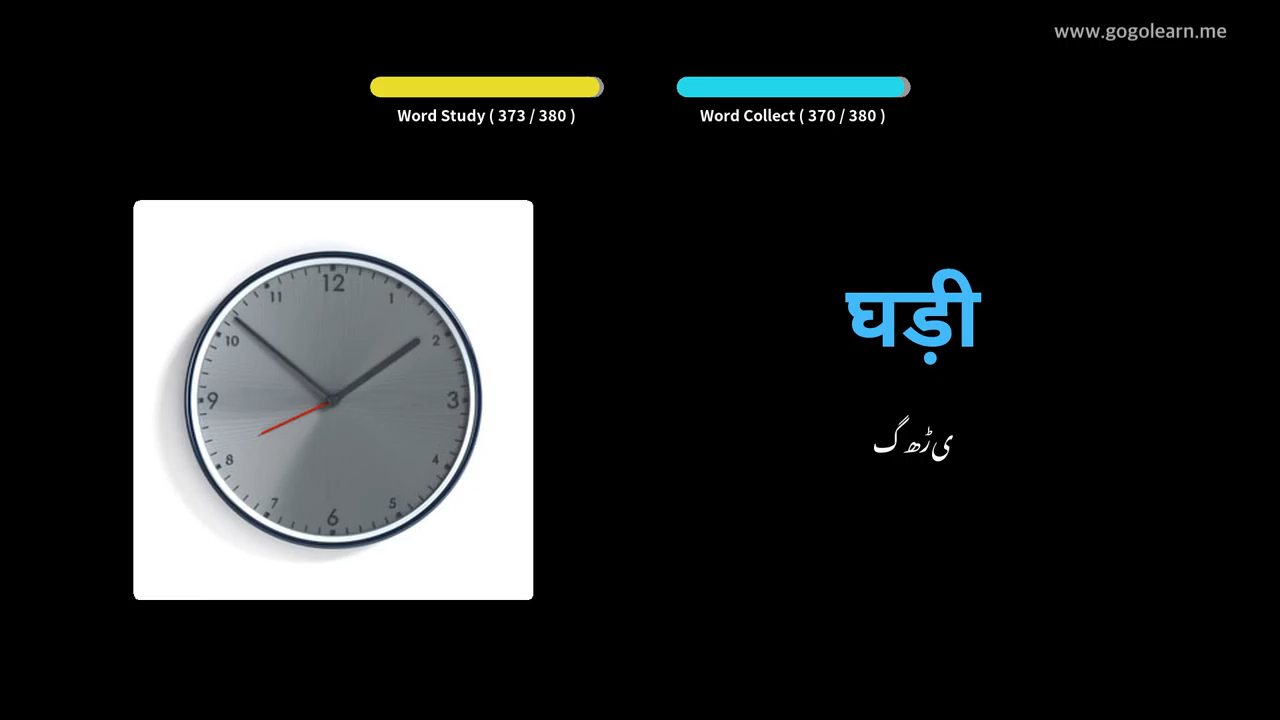 www.gogolearn.me
Word Study ( 373 / 380 )
Word Collect ( 370 / 380 )
12
11
1
10
2
9
3
8
4
7
5
6
घड़ी
یڑھ گ